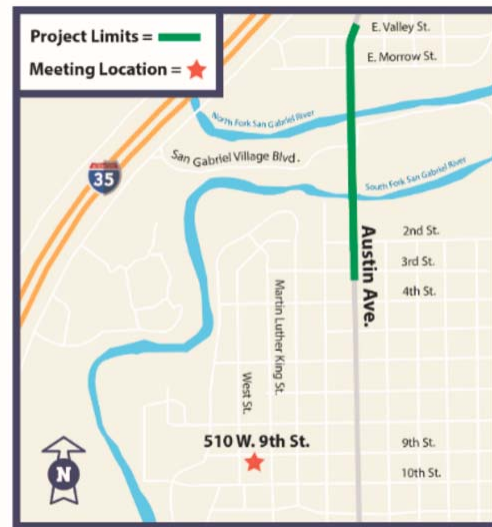 Project Limits =
Meeting Location =
E. Valley St.
E. Morrow St.
North Fork San Gabriel River
San Gabriel Village Blvd.
South Fork San Gabriel River
35
Austin Ave.
2nd St.
3rd St.
4th St.
Martin Luther King St.
West St.
510 W. 9th St.
9th St.
10th St.
N